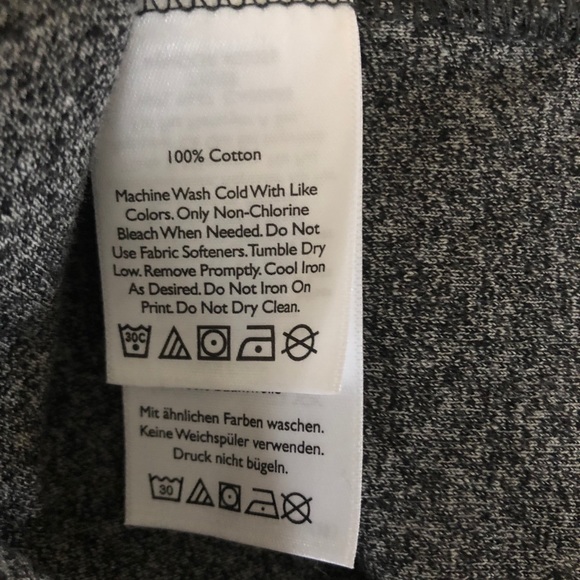 100% Cotton
Machine Wash Cold With Like
Colors. Only Non-Chlorine
Bleach When Needed. Do Not
Use Fabric Softeners. Tumble Dry
Low. Remove Promptly. Cool Iron
As Desired. Do Not Iron On
Print. Do Not Dry Clean.
30C
Mit ähnlichen Farben waschen.
Keine Weichspüler verwenden.
Druck nicht bügeln.
30